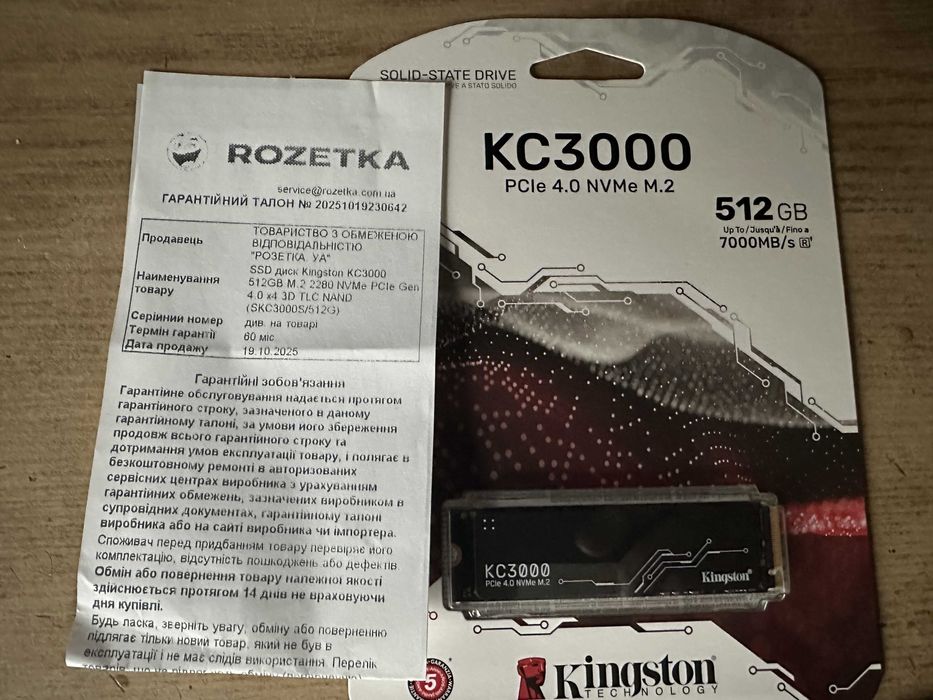 ROZETKA
service@rozetka.com.ua
ГАРАНТІЙНИЙ ТАЛОН № 20251019230642
Продавець
ТОВАРИСТВО З ОБМЕЖЕНОЮ
ВІДПОВІДАЛЬНІСТЮ
"РОЗЕТКА. УА"
Найменування
товару
SSD диск Kingston KC3000
512GB M.2 2280 NVMe PCIe Gen
4.0 x4 3D TLC NAND
(SKC3000S/512G)
Серійний номер
див. на товарі
Термін гарантії
60 міс
Дата продажу
19.10.2025
Гарантійні зобов'язання
Гарантійне обслуговування надається протягом
гарантійного строку, зазначеного в даному
гарантійному талоні, за умови його збереження
продовж всього гарантійного строку та
дотримання умов експлуатації товару, і полягає в
безкоштовному ремонті в авторизованих
сервісних центрах виробника з урахуванням
гарантійних обмежень, зазначених виробником в
супровідних документах, гарантійному талоні
виробника або на сайті виробника чи імпортера.
Споживач перед придбанням товару перевіряє його
комплектацію, відсутність пошкоджень або дефектів
Обмін або повернення товару належної якості
здійснюється протягом 14 днів не враховуючи
дня купівлі.
Будь ласка, зверніть увагу, обміну або поверненню
підлягає тільки новий товар, який не був в
експлуатації і не має слідів використання. Перелік
SOLID-STATE DRIVE
A STATO SOLIDO
KC3000
PCIe 4.0 NVMe M.2
512 GB
Up To / Jusqu'à / Fino a
7000MB/s R¹
KC3000
PCIe 4.0 NVMe M.2
Kingston
5
Kingston
TECHNOLOGY